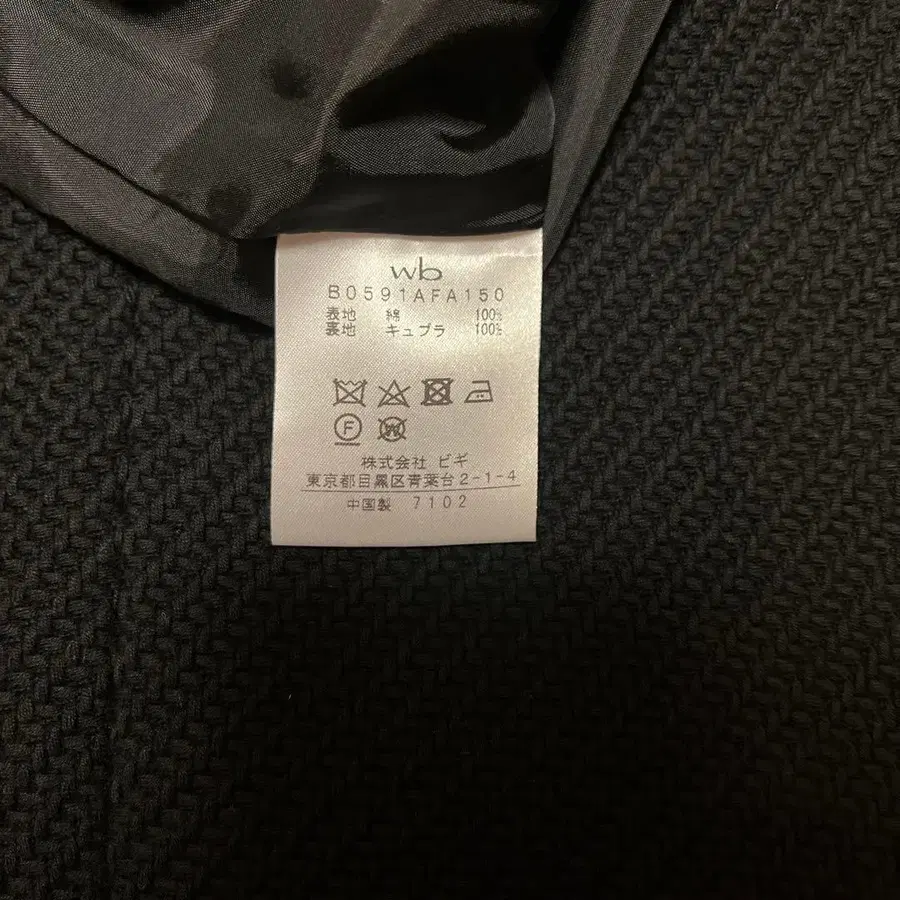 wb
B0591AFA150
表地 綿 100%
裏地 キュプラ 100%
F
W
株式会社 ビギ
東京都目黒区青葉台2-1-4
中国製 7102